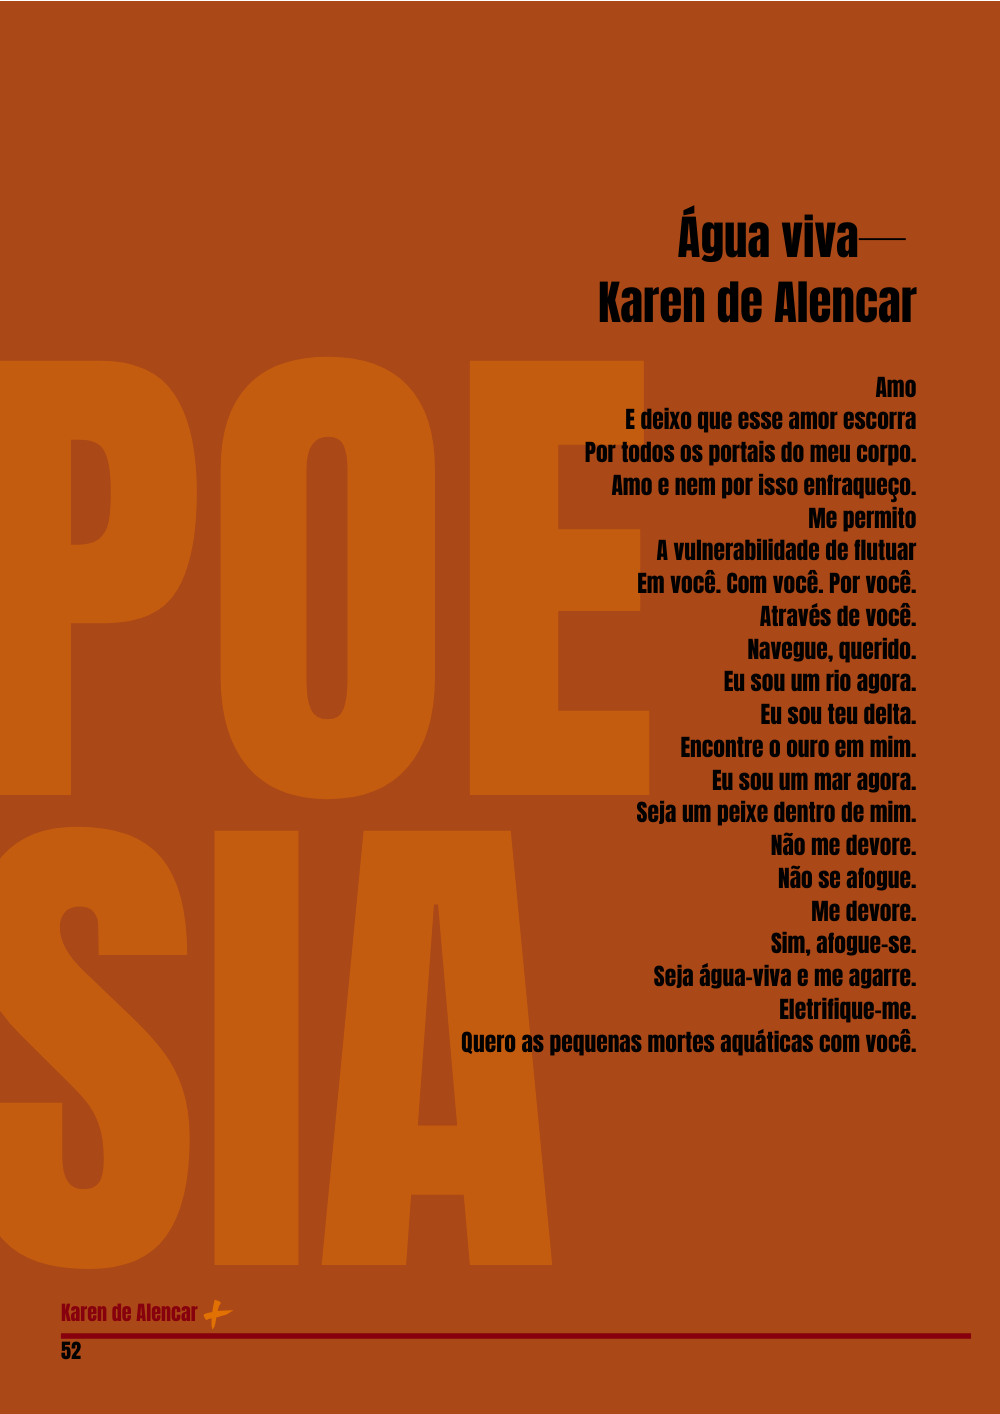 Água viva—
Karen de Alencar
POE
SIA
Amo
E deixo que esse amor escorra
Por todos os portais do meu corpo.
Amo e nem por isso enfraqueço.
Me permito
A vulnerabilidade de flutuar
Em você. Com você. Por você.
Através de você.
Navegue, querido.
Eu sou um rio agora.
Eu sou teu delta.
Encontre o ouro em mim.
Eu sou um mar agora.
Seja um peixe dentro de mim.
Não me devore.
Não se afogue.
Me devore.
Sim, afogue-se.
Seja água-viva e me agarre.
Eletrifique-me.
Quero as pequenas mortes aquáticas com você.
Karen de Alencar
52